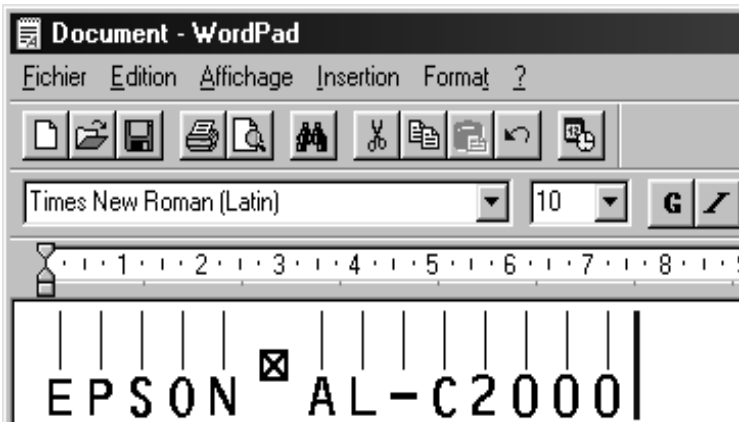 Document - WordPad
Fichier Edition Affichage Insertion Format ?
Times New Roman (Latin) 10 G I
1 2 3 4 5 6 7 8
EPSON AL-C2000